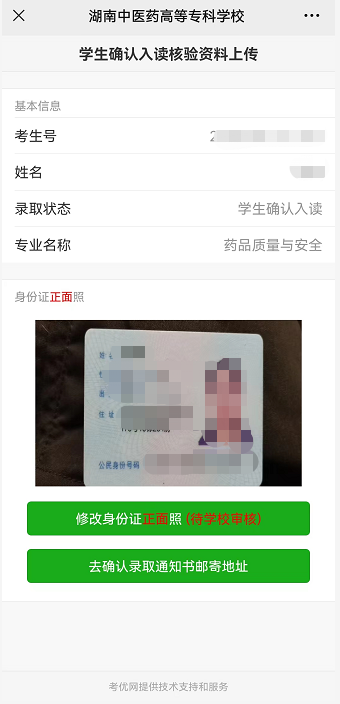 湖南中医药高等专科学校
学生确认入读核验资料上传
基本信息
考生号 2
姓名
录取状态 学生确认入读
专业名称 药品质量与安全
身份证正面照
姓
住 址
公民身份号码
修改身份证正面照 (待学校审核)
去确认录取通知书邮寄地址
考优网提供技术支持和服务